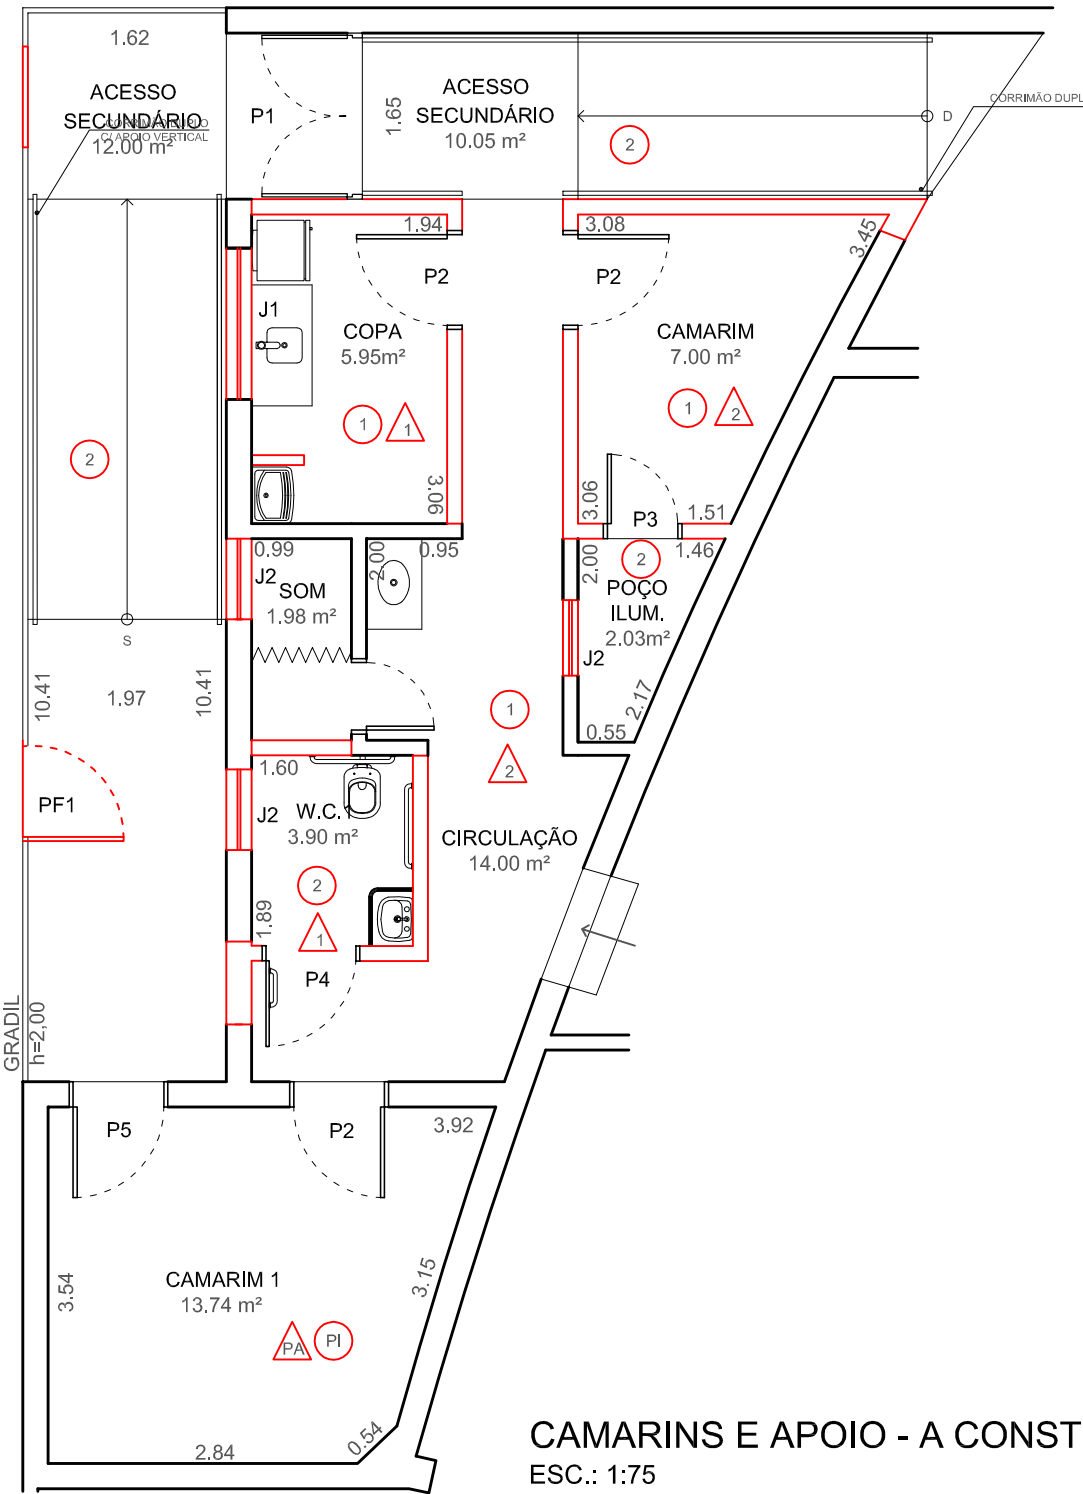 1.62
ACESSO
SECUNDÁRIO
12.00 m²
CORRIMÃO DUPLO
C/ APOIO VERTICAL
P1
1.65
ACESSO
SECUNDÁRIO
10.05 m²
2
D
CORRIMÃO DUPL
1.94
3.08
3.45
P2
P2
J1
COPA
5.95m²
CAMARIM
7.00 m²
1
1
1
2
2
3.06
3.06
P3
1.51
0.99
2.00
0.95
2.00
2
1.46
J2
SOM
1.98 m²
POÇO
ILUM.
2.03m²
J2
S
10.41
1.97
10.41
1
2
2.17
0.55
1.60
PF1
J2
W.C.
3.90 m²
CIRCULAÇÃO
14.00 m²
2
1
1.89
P4
GRADIL
h=2,00
P5
P2
3.92
3.54
CAMARIM 1
13.74 m²
3.15
PA
PI
2.84
0.54
CAMARINS E APOIO - A CONST
ESC.: 1:75